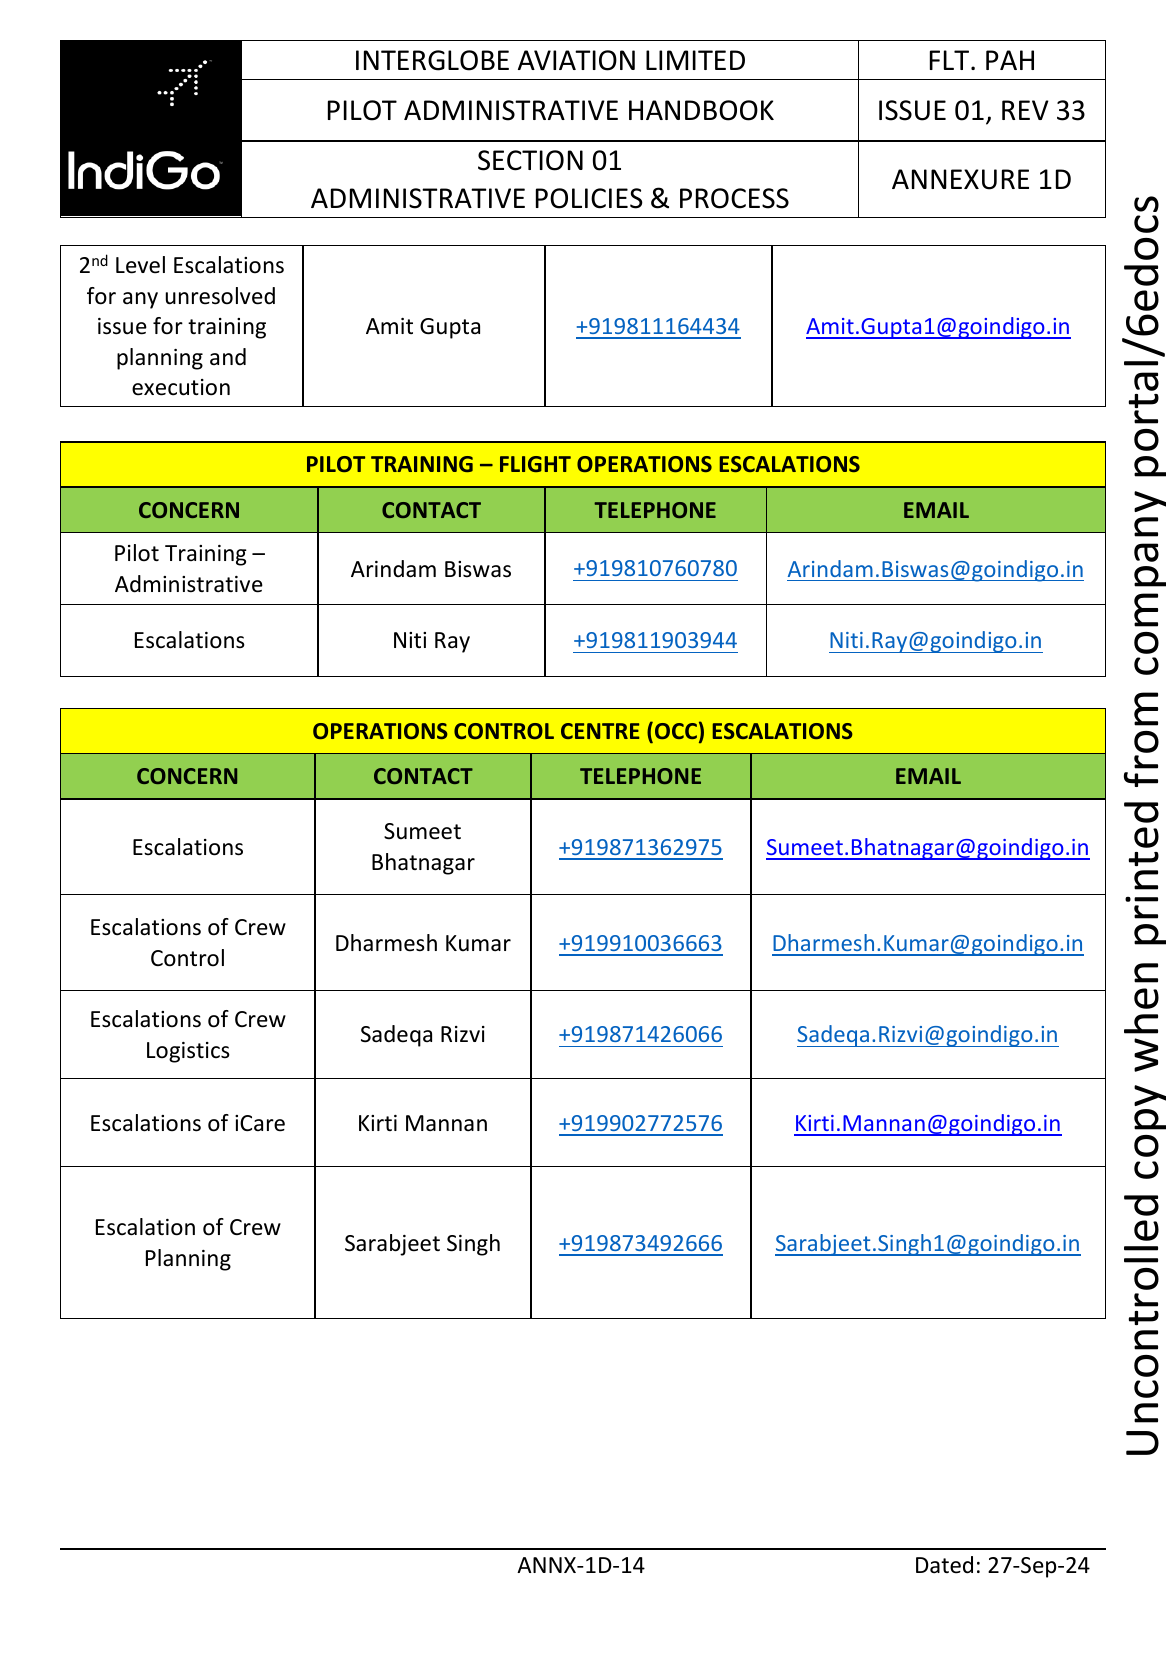 IndiGo
INTERGLOBE AVIATION LIMITED
FLT. PAH
PILOT ADMINISTRATIVE HANDBOOK
ISSUE 01, REV 33
SECTION 01
ADMINISTRATIVE POLICIES & PROCESS
ANNEXURE 1D
2nd Level Escalations
for any unresolved
issue for training
planning and
execution
Amit Gupta
+919811164434
Amit.Gupta1@goindigo.in
PILOT TRAINING – FLIGHT OPERATIONS ESCALATIONS
CONCERN
CONTACT
TELEPHONE
EMAIL
Pilot Training –
Administrative
Arindam Biswas
+919810760780
Arindam.Biswas@goindigo.in
Escalations
Niti Ray
+919811903944
Niti.Ray@goindigo.in
OPERATIONS CONTROL CENTRE (OCC) ESCALATIONS
CONCERN
CONTACT
TELEPHONE
EMAIL
Escalations
Sumeet
Bhatnagar
+919871362975
Sumeet.Bhatnagar@goindigo.in
Escalations of Crew
Control
Dharmesh Kumar
+919910036663
Dharmesh.Kumar@goindigo.in
Escalations of Crew
Logistics
Sadeqa Rizvi
+919871426066
Sadeqa.Rizvi@goindigo.in
Escalations of iCare
Kirti Mannan
+919902772576
Kirti.Mannan@goindigo.in
Escalation of Crew
Planning
Sarabjeet Singh
+919873492666
Sarabjeet.Singh1@goindigo.in
ANNX-1D-14
Dated: 27-Sep-24
Uncontrolled copy when printed from company portal/6edocs